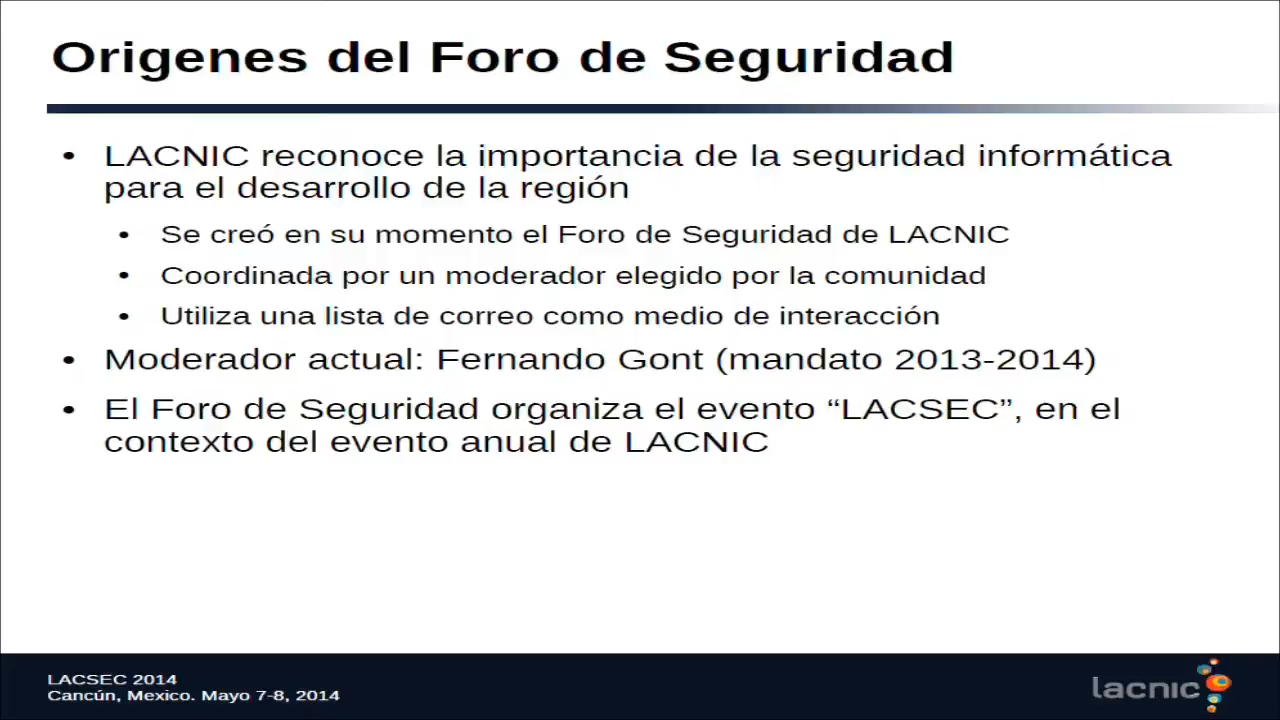 Origenes del Foro de Seguridad
• LACNIC reconoce la importancia de la seguridad informática
para el desarrollo de la región
• Se creó en su momento el Foro de Seguridad de LACNIC
• Coordinada por un moderador elegido por la comunidad
• Utiliza una lista de correo como medio de interacción
• Moderador actual: Fernando Gont (mandato 2013-2014)
• El Foro de Seguridad organiza el evento “LACSEC”, en el
contexto del evento anual de LACNIC
LACSEC 2014
Cancún, Mexico. Mayo 7-8, 2014
lacnic